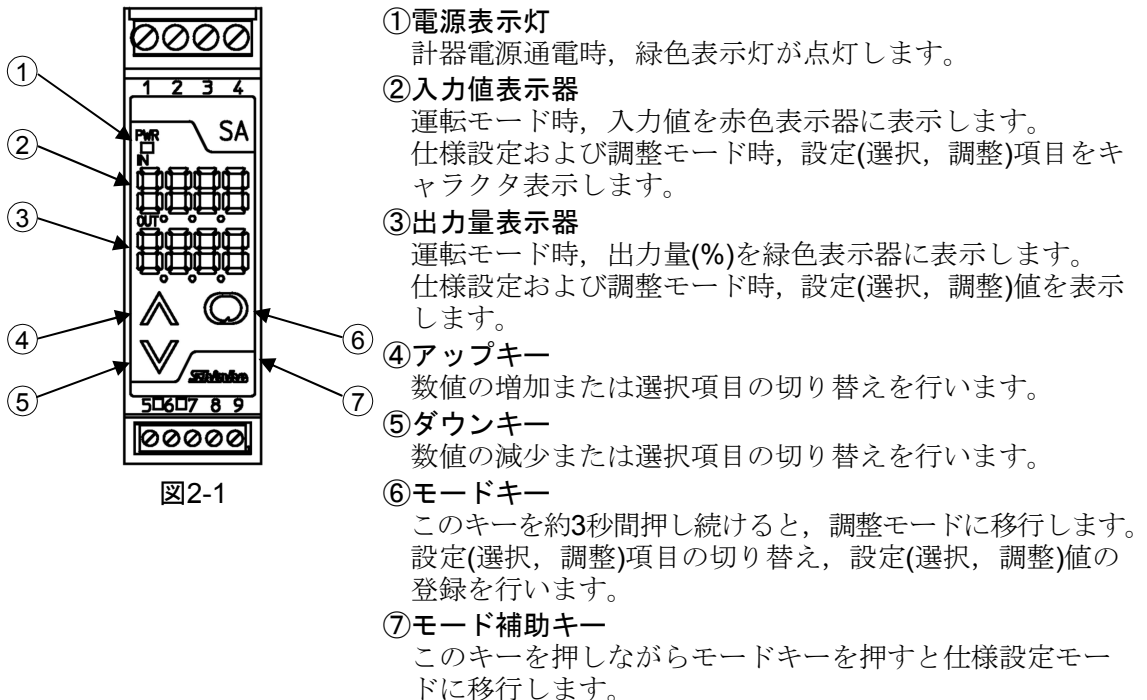 1 2 3 4
PWR
SA
IN
OUT
Shinko
5 6 7 8 9
①
②
③
④
⑤
⑥
⑦
図2-1
①電源表示灯
計器電源通電時，緑色表示灯が点灯します。
②入力値表示器
運転モード時，入力値を赤色表示器に表示します。
仕様設定および調整モード時，設定(選択，調整)項目をキ
ャラクタ表示します。
③出力量表示器
運転モード時，出力量(%)を緑色表示器に表示します。
仕様設定および調整モード時，設定(選択，調整)値を表示
します。
④アップキー
数値の増加または選択項目の切り替えを行います。
⑤ダウンキー
数値の減少または選択項目の切り替えを行います。
⑥モードキー
このキーを約3秒間押し続けると，調整モードに移行します。
設定(選択，調整)項目の切り替え，設定(選択，調整)値の
登録を行います。
⑦モード補助キー
このキーを押しながらモードキーを押すと仕様設定モー
ドに移行します。